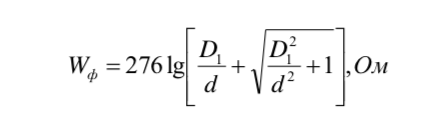 W_ф = 276 lg[ D₁/d + √(D₁²/d² + 1) ], Ом